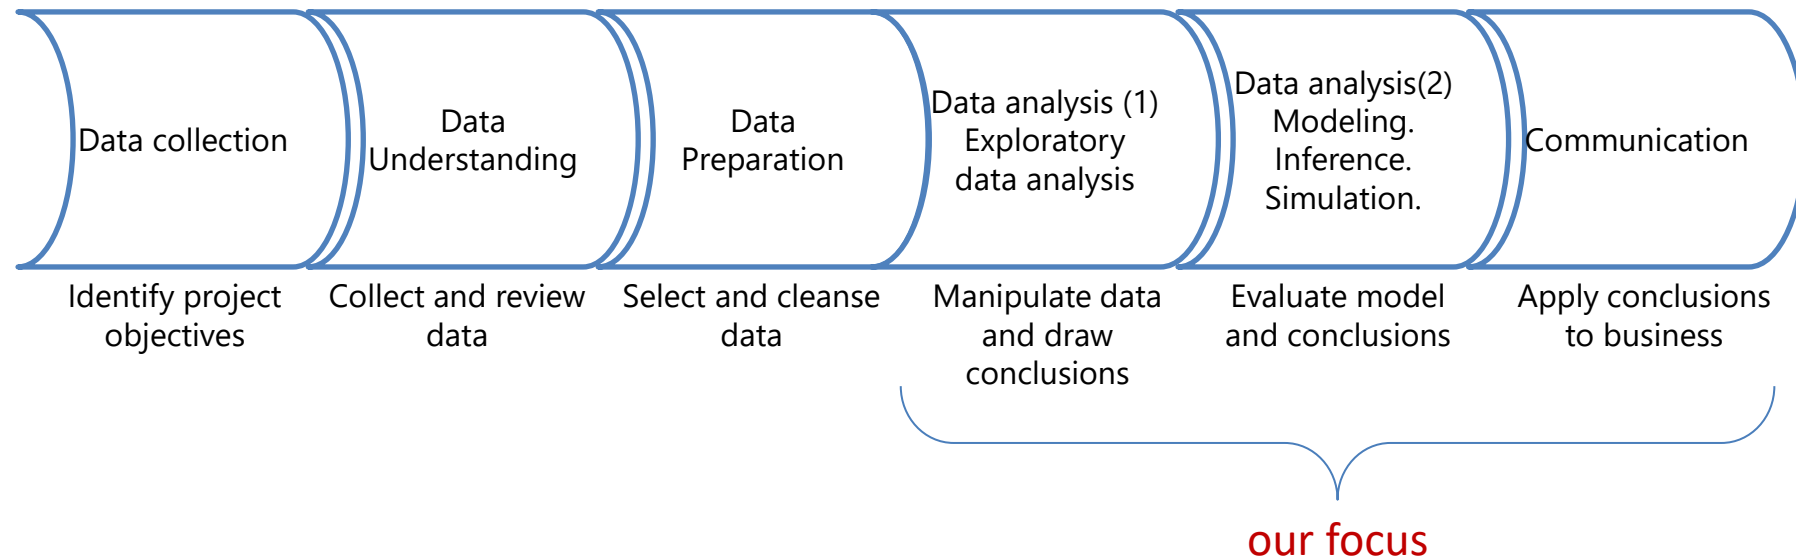 Data collection
Data
Understanding
Data
Preparation
Data analysis (1)
Exploratory
data analysis
Data analysis(2)
Modeling.
Inference.
Simulation.
Communication
Identify project
objectives
Collect and review
data
Select and cleanse
data
Manipulate data
and draw
conclusions
Evaluate model
and conclusions
Apply conclusions
to business
our focus